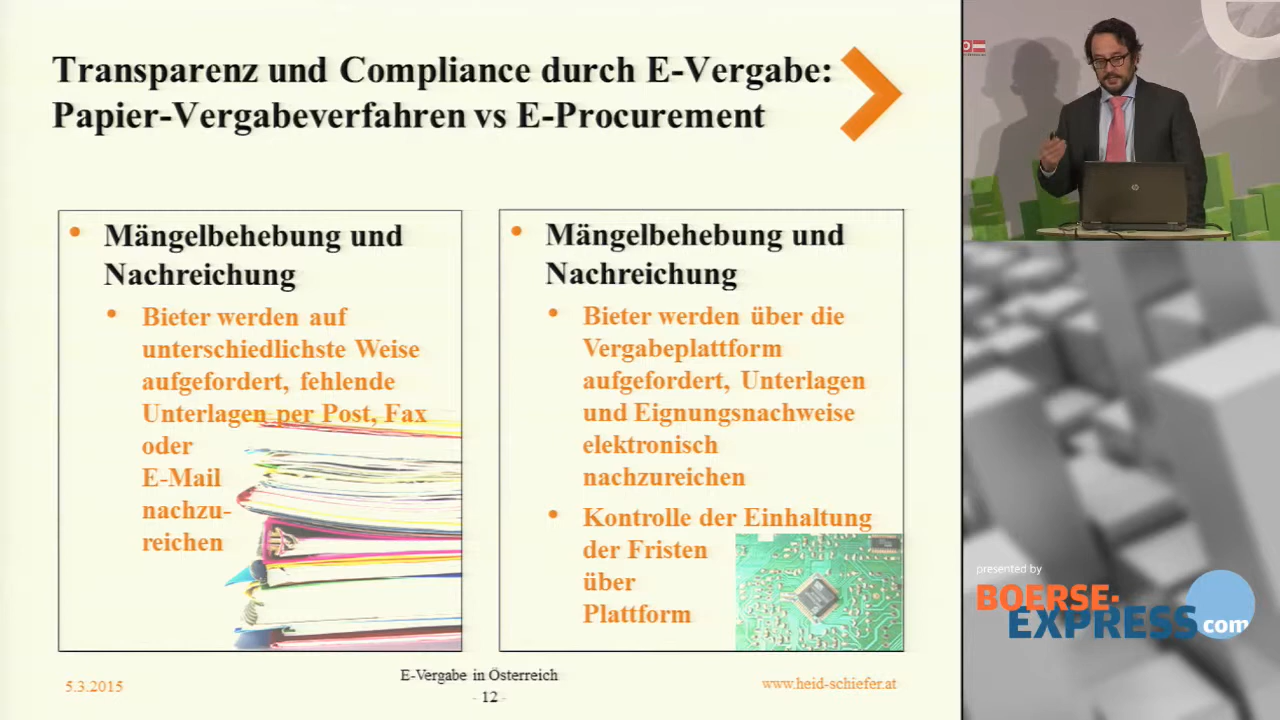 Transparenz und Compliance durch E-Vergabe:
Papier-Vergabeverfahren vs E-Procurement
• Mängelbehebung und
Nachreichung
• Bieter werden auf
unterschiedlichste Weise
aufgefordert, fehlende
Unterlagen per Post, Fax
oder
E-Mail
nachzu-
reichen
• Mängelbehebung und
Nachreichung
• Bieter werden über die
Vergabeplattform
aufgefordert, Unterlagen
und Eignungsnachweise
elektronisch
nachzureichen
• Kontrolle der Einhaltung
der Fristen
über
Plattform
5.3.2015
E-Vergabe in Österreich
- 12 -
www.heid-schiefer.at
presented by
BOERSE-
EXPRESS com